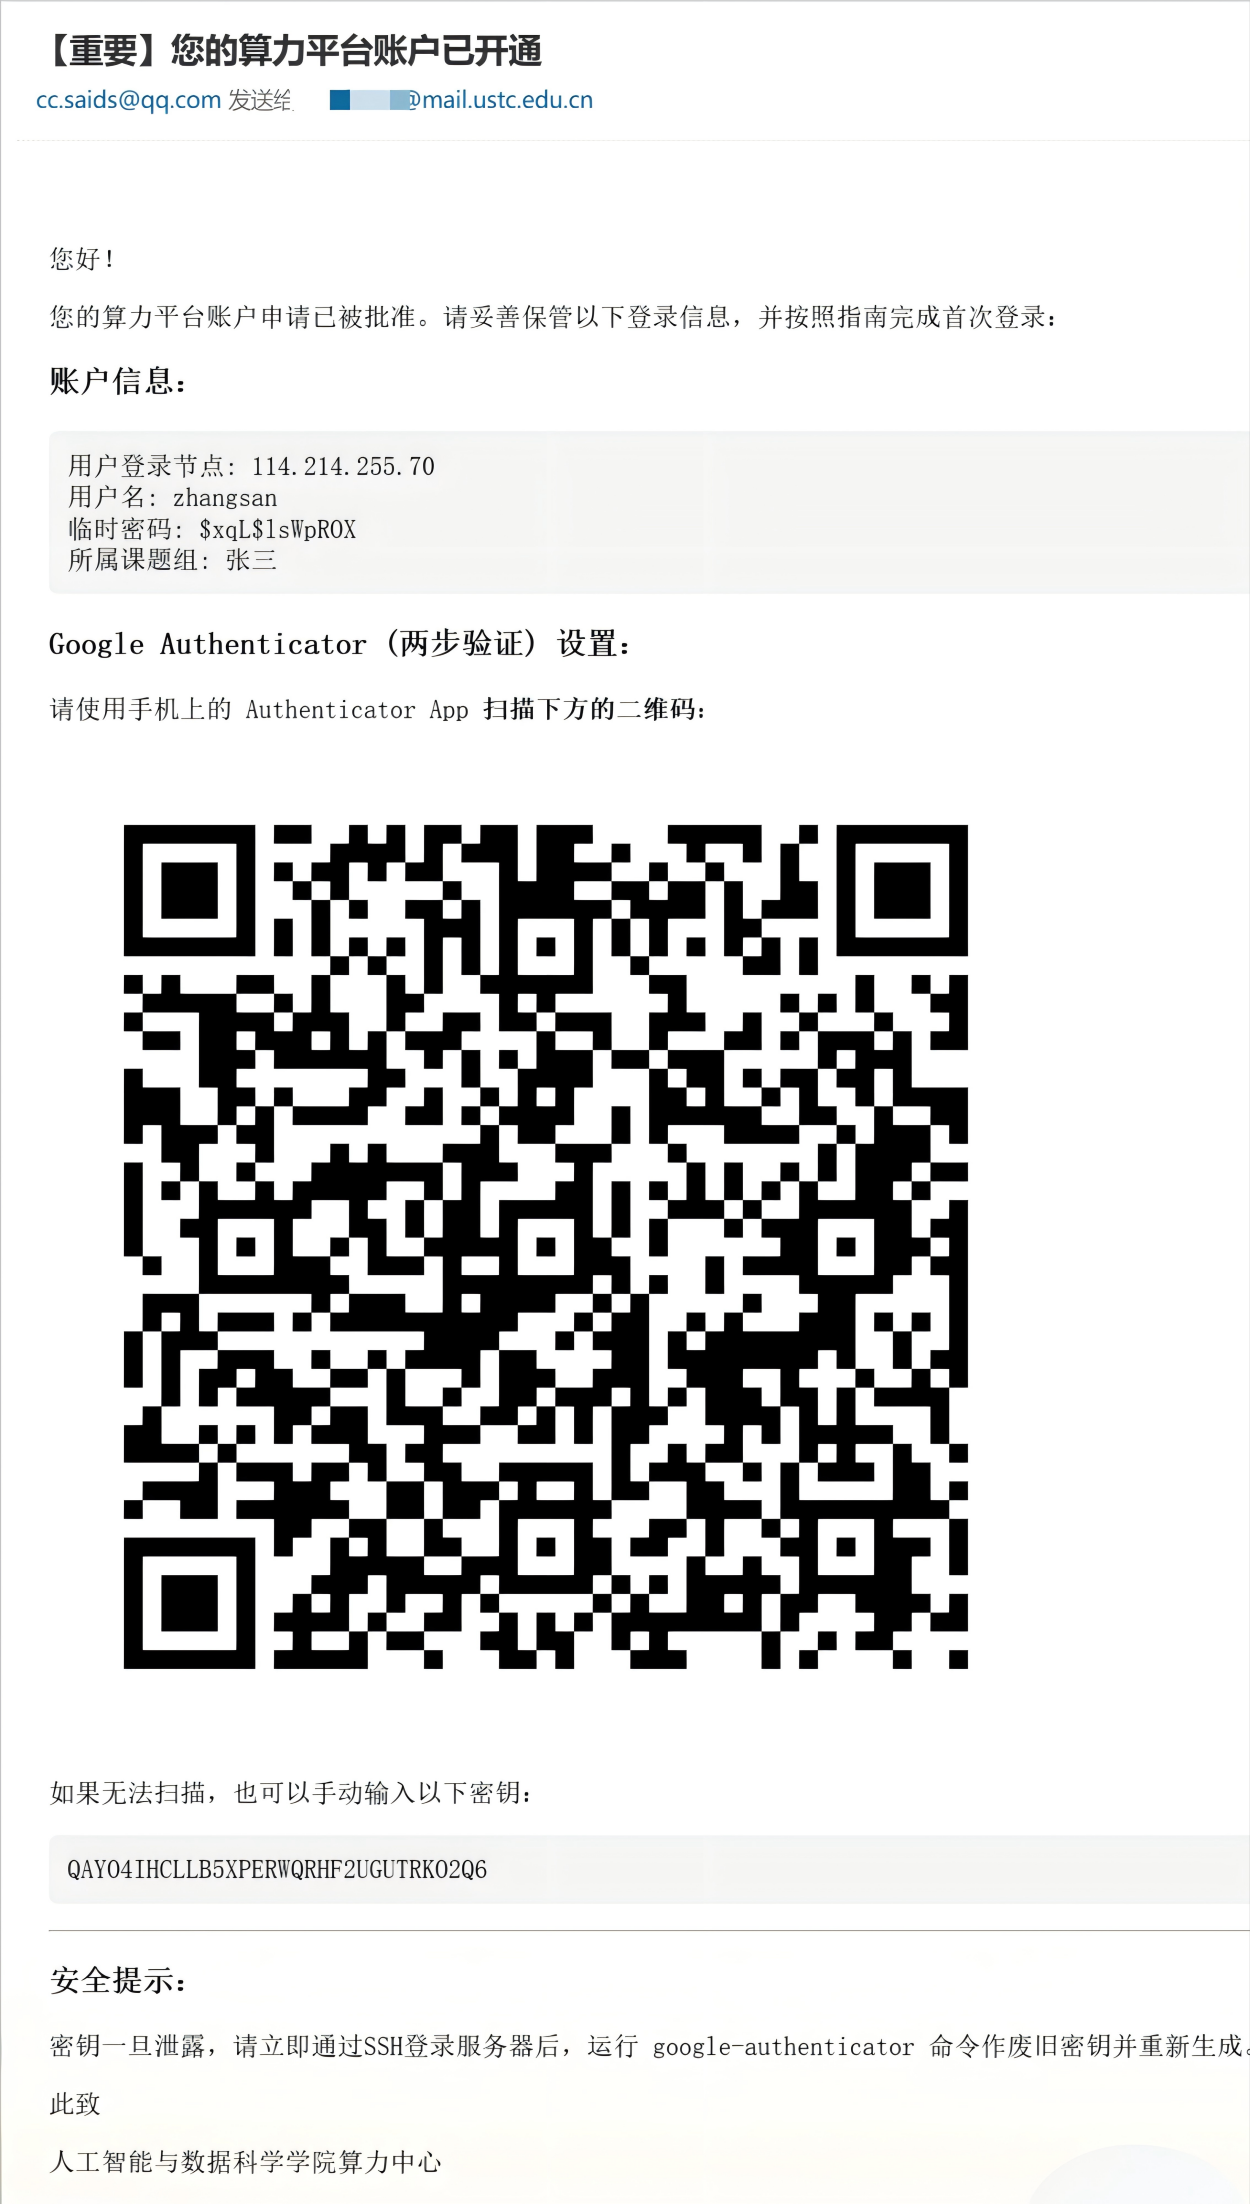 【重要】您的算力平台账户已开通
cc.saids@qq.com 发送给 @mail.ustc.edu.cn
您好！
您的算力平台账户申请已被批准。请妥善保管以下登录信息，并按照指南完成首次登录：
账户信息：
用户登录节点: 114.214.255.70
用户名: zhangsan
临时密码: $xqL$lsWpROX
所属课题组: 张三
Google Authenticator (两步验证) 设置：
请使用手机上的 Authenticator App 扫描下方的二维码：
如果无法扫描，也可以手动输入以下密钥：
QAYO4IHCLLB5XPERWQRHF2UGUTRKO2Q6
安全提示：
密钥一旦泄露，请立即通过SSH登录服务器后，运行 google-authenticator 命令作废旧密钥并重新生成。
此致
人工智能与数据科学学院算力中心